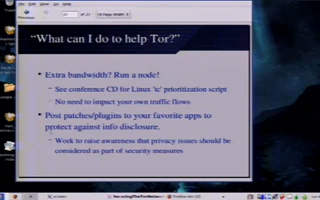 "What can I do to help Tor?"
• Extra bandwidth? Run a node!
– See conference CD for Linux 'tc' prioritization script
– No need to impact your own traffic flows
• Post patches/plugins to your favorite apps to
protect against info disclosure.
– Work to raise awareness that privacy issues should be
considered as part of security measures